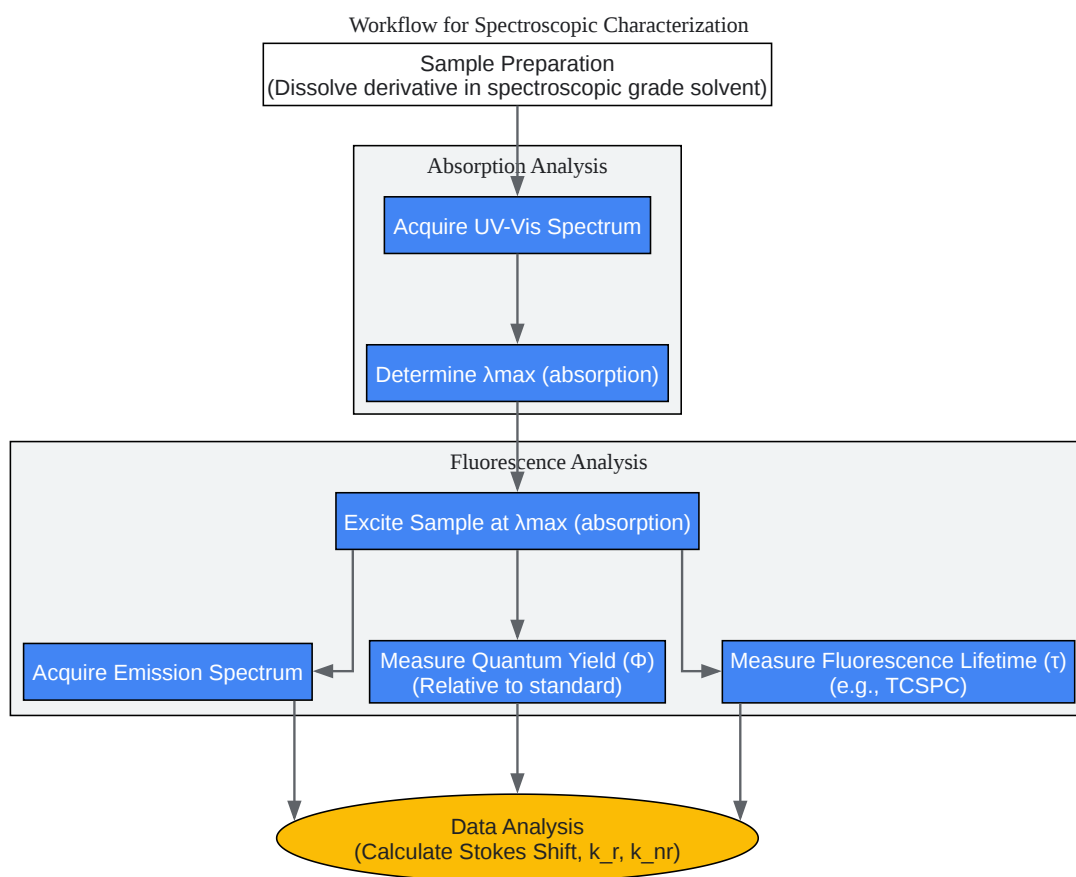 Workflow for Spectroscopic Characterization
Sample Preparation
(Dissolve derivative in spectroscopic grade solvent)
Absorption Analysis
Acquire UV-Vis Spectrum
Determine λmax (absorption)
Fluorescence Analysis
Excite Sample at λmax (absorption)
Acquire Emission Spectrum
Measure Quantum Yield (Φ)
(Relative to standard)
Measure Fluorescence Lifetime (τ)
(e.g., TCSPC)
Data Analysis
(Calculate Stokes Shift, k_r, k_nr)